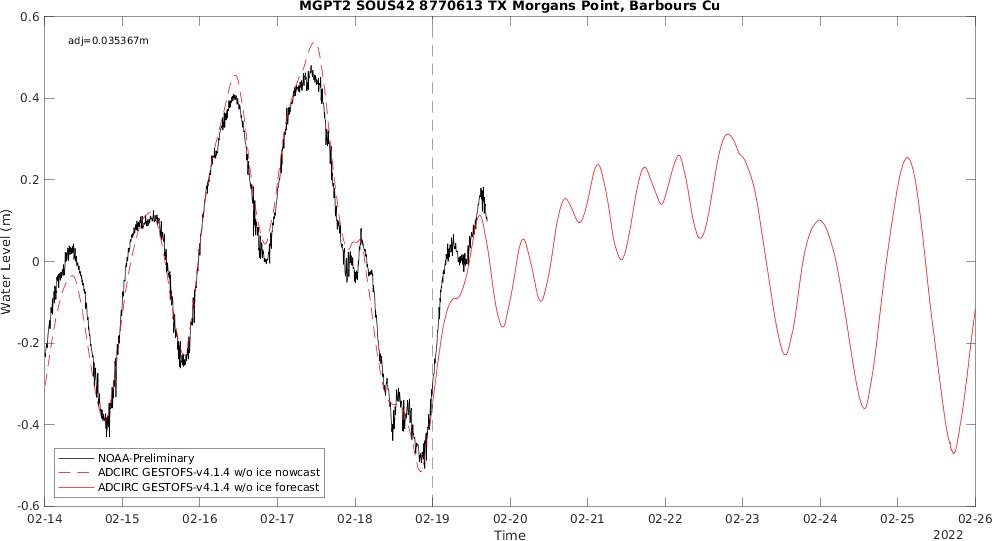 MGPT2 SOUS42 8770613 TX Morgans Point, Barbours Cu
adj=0.035367m
0.6
0.4
0.2
0
-0.2
-0.4
-0.6
Water Level (m)
NOAA-Preliminary
ADCIRC GESTOFS-v4.1.4 w/o ice nowcast
ADCIRC GESTOFS-v4.1.4 w/o ice forecast
02-14 02-15 02-16 02-17 02-18 02-19 02-20 02-21 02-22 02-23 02-24 02-25 02-26
Time
2022